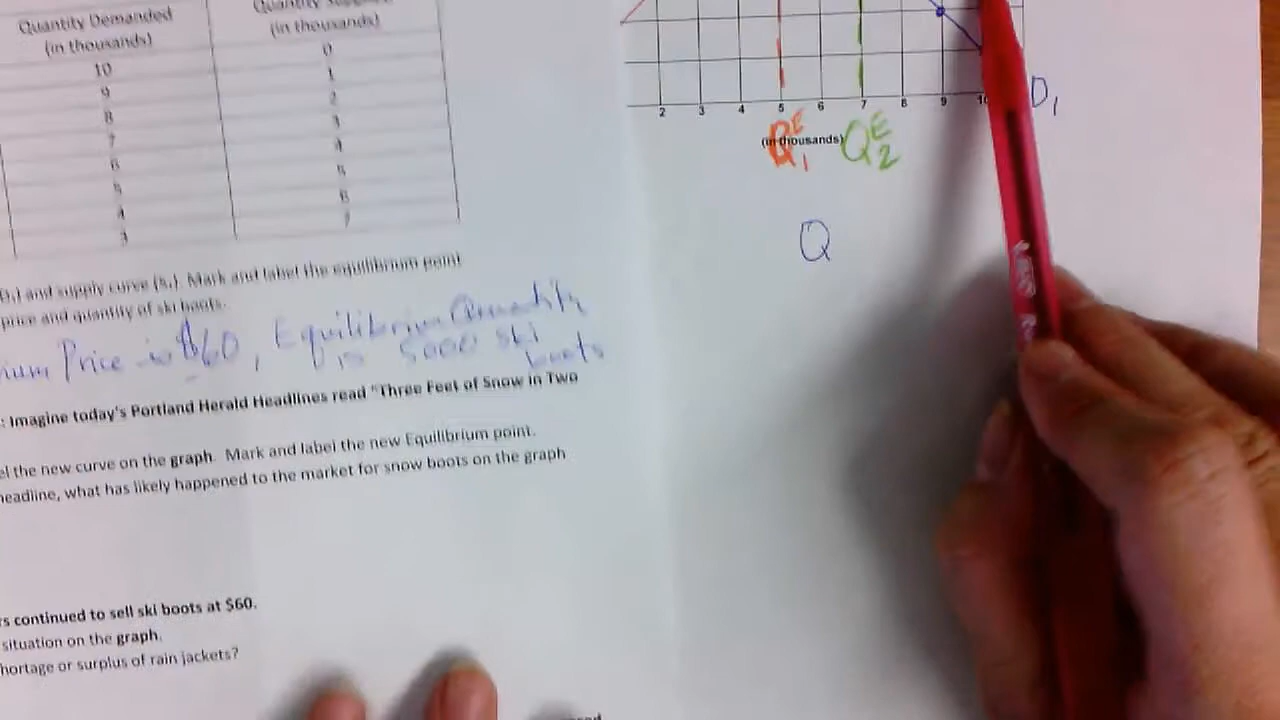 Quantity Demanded
(in thousands)
Quantity
(in thousands)
10 0
9 1
8 2
7 3
6 4
5 5
4 6
3 7
2 3 4 5 6 7 8 9 10
D1
(in thousands)
QE1
QE2
Q
and supply curve (S₁). Mark and label the equilibrium point
price and quantity of ski boots.
Price is $60, Equilibrium Quantity
is 5000 ski
boots
: Imagine today's Portland Herald Headlines read "Three Feet of Snow in Two
the new curve on the graph. Mark and label the new Equilibrium point.
headline, what has likely happened to the market for snow boots on the graph
continued to sell ski boots at $60.
situation on the graph.
shortage or surplus of rain jackets?